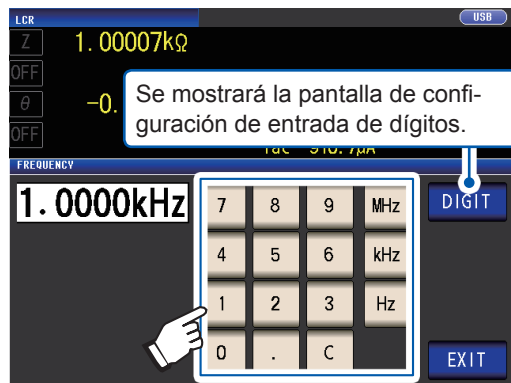 LCR
USB
Z 1.00007kΩ
OFF
θ -0.
OFF
Se mostrará la pantalla de confi-
guración de entrada de dígitos.
FREQUENCY
1.0000kHz
DIGIT
7 8 9 MHz
4 5 6 kHz
1 2 3 Hz
0 . C
EXIT